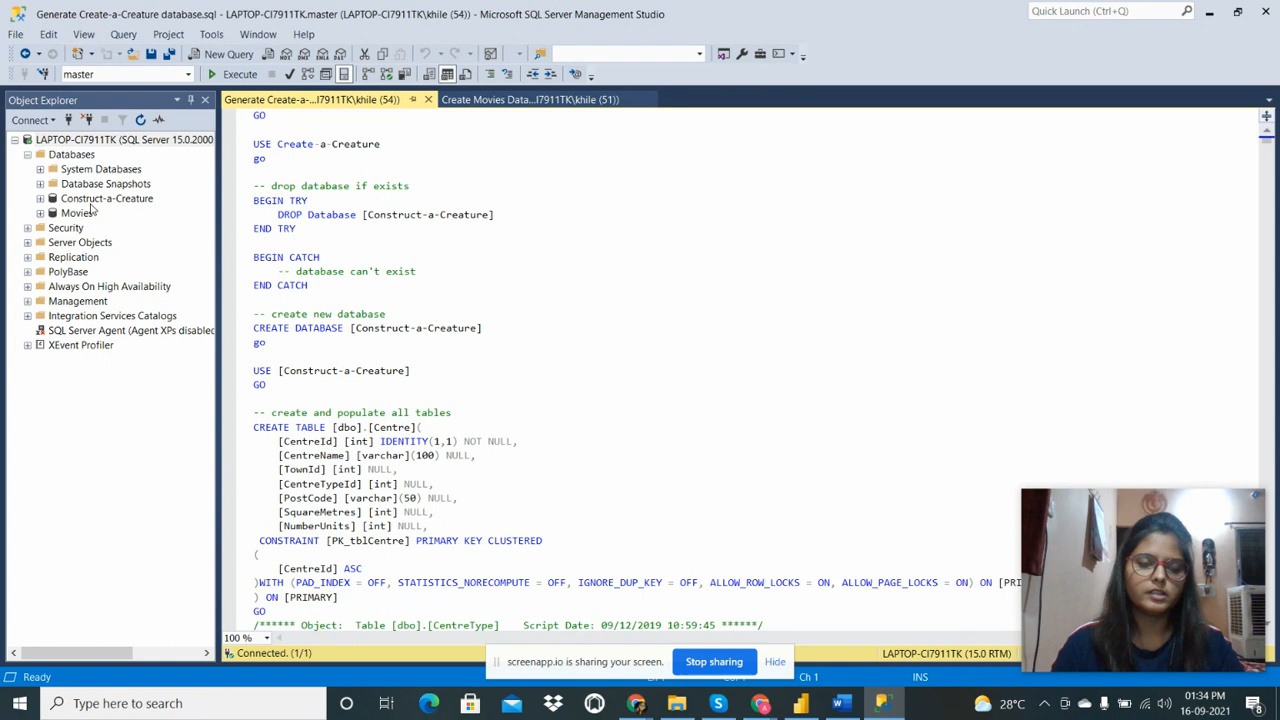 Generate Create-a-Creature database.sql - LAPTOP-CI7911TK.master (LAPTOP-CI7911TK\khile (54)) - Microsoft SQL Server Management Studio
Quick Launch (Ctrl+Q)
File Edit View Query Project Tools Window Help
New Query
master
Execute
Object Explorer
Generate Create-a-...I7911TK\khile (54))
Create Movies Data...I7911TK\khile (51))
Connect
LAPTOP-CI7911TK (SQL Server 15.0.2000
Databases
System Databases
Database Snapshots
Construct-a-Creature
Movies
Security
Server Objects
Replication
PolyBase
Always On High Availability
Management
Integration Services Catalogs
SQL Server Agent (Agent XPs disabled
XEvent Profiler
GO
USE Create-a-Creature
go
-- drop database if exists
BEGIN TRY
DROP Database [Construct-a-Creature]
END TRY
BEGIN CATCH
-- database can't exist
END CATCH
-- create new database
CREATE DATABASE [Construct-a-Creature]
go
USE [Construct-a-Creature]
GO
-- create and populate all tables
CREATE TABLE [dbo].[Centre](
[CentreId] [int] IDENTITY(1,1) NOT NULL,
[CentreName] [varchar](100) NULL,
[TownId] [int] NULL,
[CentreTypeId] [int] NULL,
[PostCode] [varchar](50) NULL,
[SquareMetres] [int] NULL,
[NumberUnits] [int] NULL,
CONSTRAINT [PK_tblCentre] PRIMARY KEY CLUSTERED
(
[CentreId] ASC
)WITH (PAD_INDEX = OFF, STATISTICS_NORECOMPUTE = OFF, IGNORE_DUP_KEY = OFF, ALLOW_ROW_LOCKS = ON, ALLOW_PAGE_LOCKS = ON) ON [PRI
) ON [PRIMARY]
GO
/****** Object: Table [dbo].[CentreType] Script Date: 09/12/2019 10:59:45 ******/
100 %
Connected. (1/1)
screenapp.io is sharing your screen.
Stop sharing
Hide
LAPTOP-CI7911TK (15.0 RTM)
Ready
Ch 1
INS
Type here to search
28°C
01:34 PM
16-09-2021
8